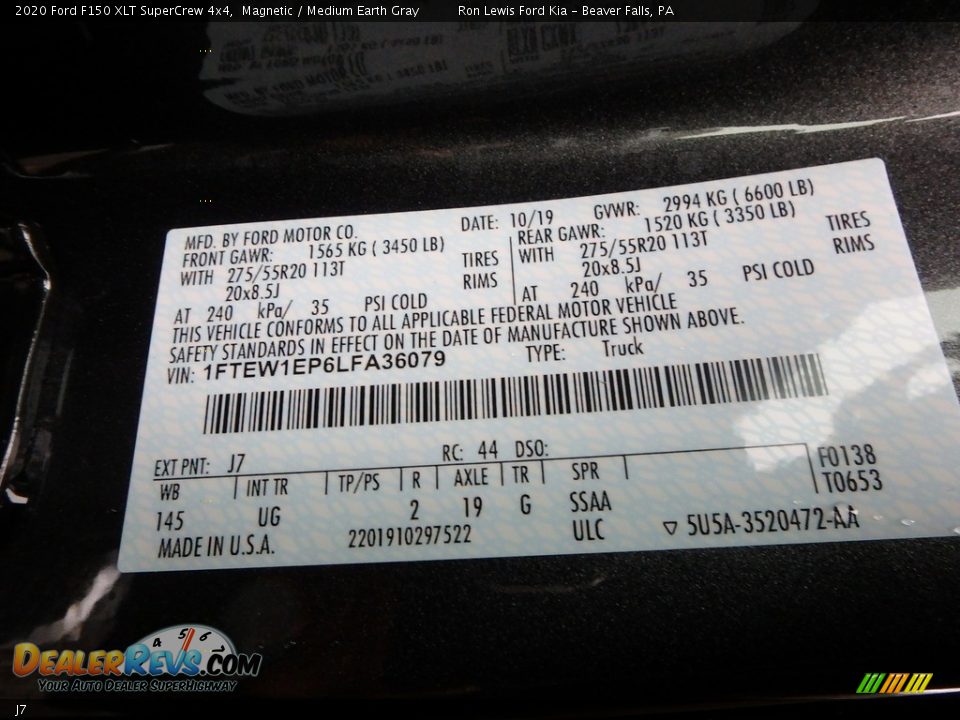 2020 Ford F150 XLT SuperCrew 4x4, Magnetic / Medium Earth Gray Ron Lewis Ford Kia - Beaver Falls, PA
MFD. BY FORD MOTOR CO. DATE: 10/19 GVWR: 2994 KG ( 6600 LB)
FRONT GAWR: 1565 KG ( 3450 LB) REAR GAWR: 1520 KG ( 3350 LB)
WITH 275/55R20 113T TIRES WITH 275/55R20 113T TIRES
20x8.5J RIMS 20x8.5J RIMS
AT 240 kPa/ 35 PSI COLD AT 240 kPa/ 35 PSI COLD
THIS VEHICLE CONFORMS TO ALL APPLICABLE FEDERAL MOTOR VEHICLE
SAFETY STANDARDS IN EFFECT ON THE DATE OF MANUFACTURE SHOWN ABOVE.
VIN: 1FTEW1EP6LFA36079 TYPE: Truck
EXT PNT: J7 RC: 44 DSO: F0138
WB INT TR TP/PS R AXLE TR SPR T0653
145 UG 2 19 G SSAA
MADE IN U.S.A. 2201910297522 ULC 5U5A-3520472-AA
4 5 6
DEALERREVS.COM
Your Auto Dealer SuperHighway
J7